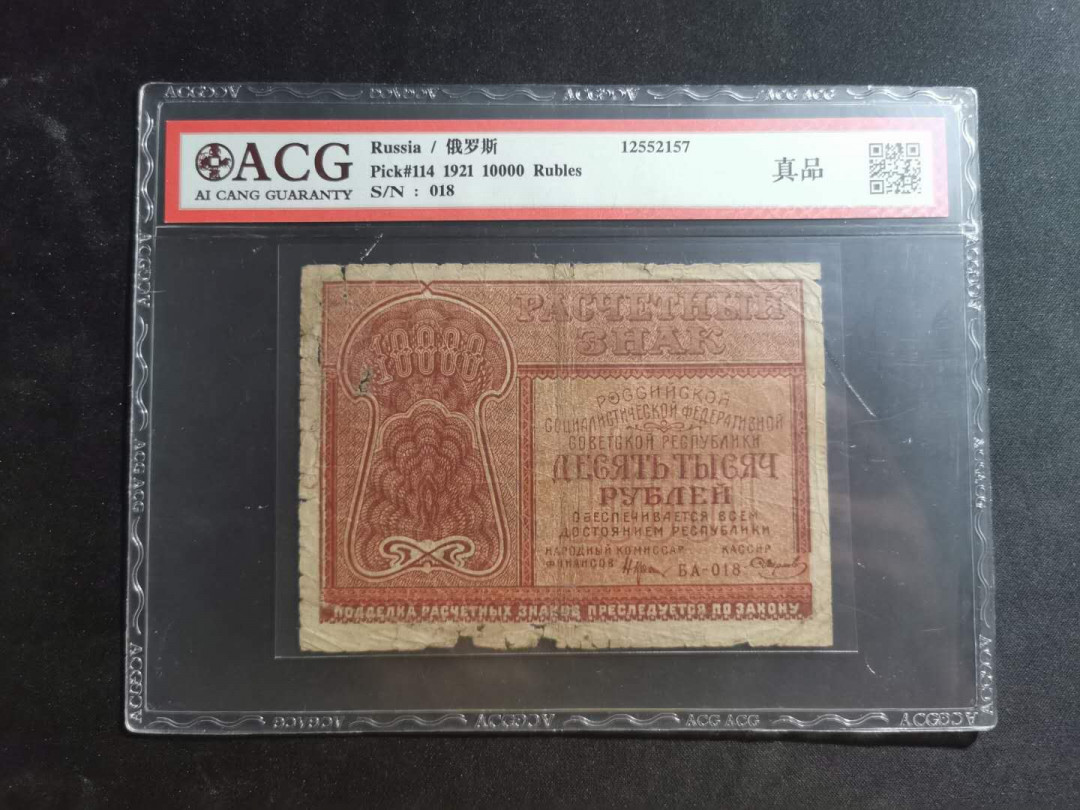 ACG
AI CANG GUARANTY
Russia / 俄罗斯 12552157
Pick#114 1921 10000 Rubles
S/N : 018
真品
10000
10000
РАСЧЕТНЫЙ
ЗНАК
РОССИЙСКОЙ
СОЦИАЛИСТИЧЕСКОЙ ФЕДЕРАТИВНОЙ
СОВЕТСКОЙ РЕСПУБЛИКИ
ДЕСЯТЬ ТЫСЯЧ
РУБЛЕЙ
ОБЕСПЕЧИВАЕТСЯ ВСЕМ
ДОСТОЯНИЕМ РЕСПУБЛИКИ
НАРОДНЫЙ КОМИССАР КАССИР
ФИНАНСОВ БА-018
ПОДДЕЛКА РАСЧЕТНЫХ ЗНАКОВ ПРЕСЛЕДУЕТСЯ ПО ЗАКОНУ